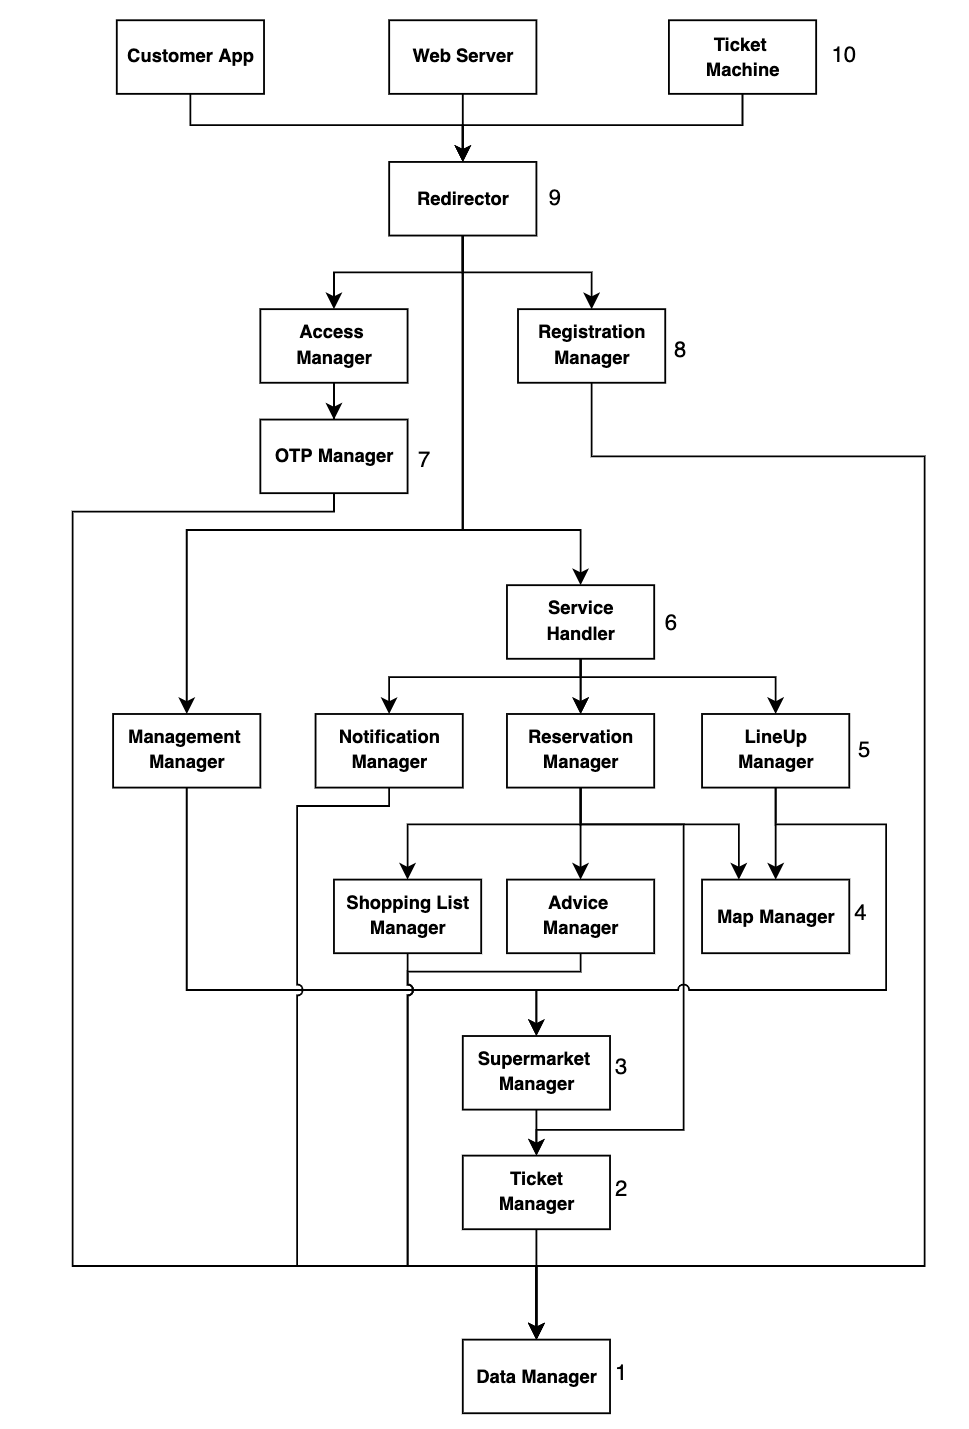 Customer App
Web Server
Ticket
Machine
10
Redirector
9
Access
Manager
Registration
Manager
8
OTP Manager
7
Service
Handler
6
Management
Manager
Notification
Manager
Reservation
Manager
LineUp
Manager
5
Shopping List
Manager
Advice
Manager
Map Manager
4
Supermarket
Manager
3
Ticket
Manager
2
Data Manager
1